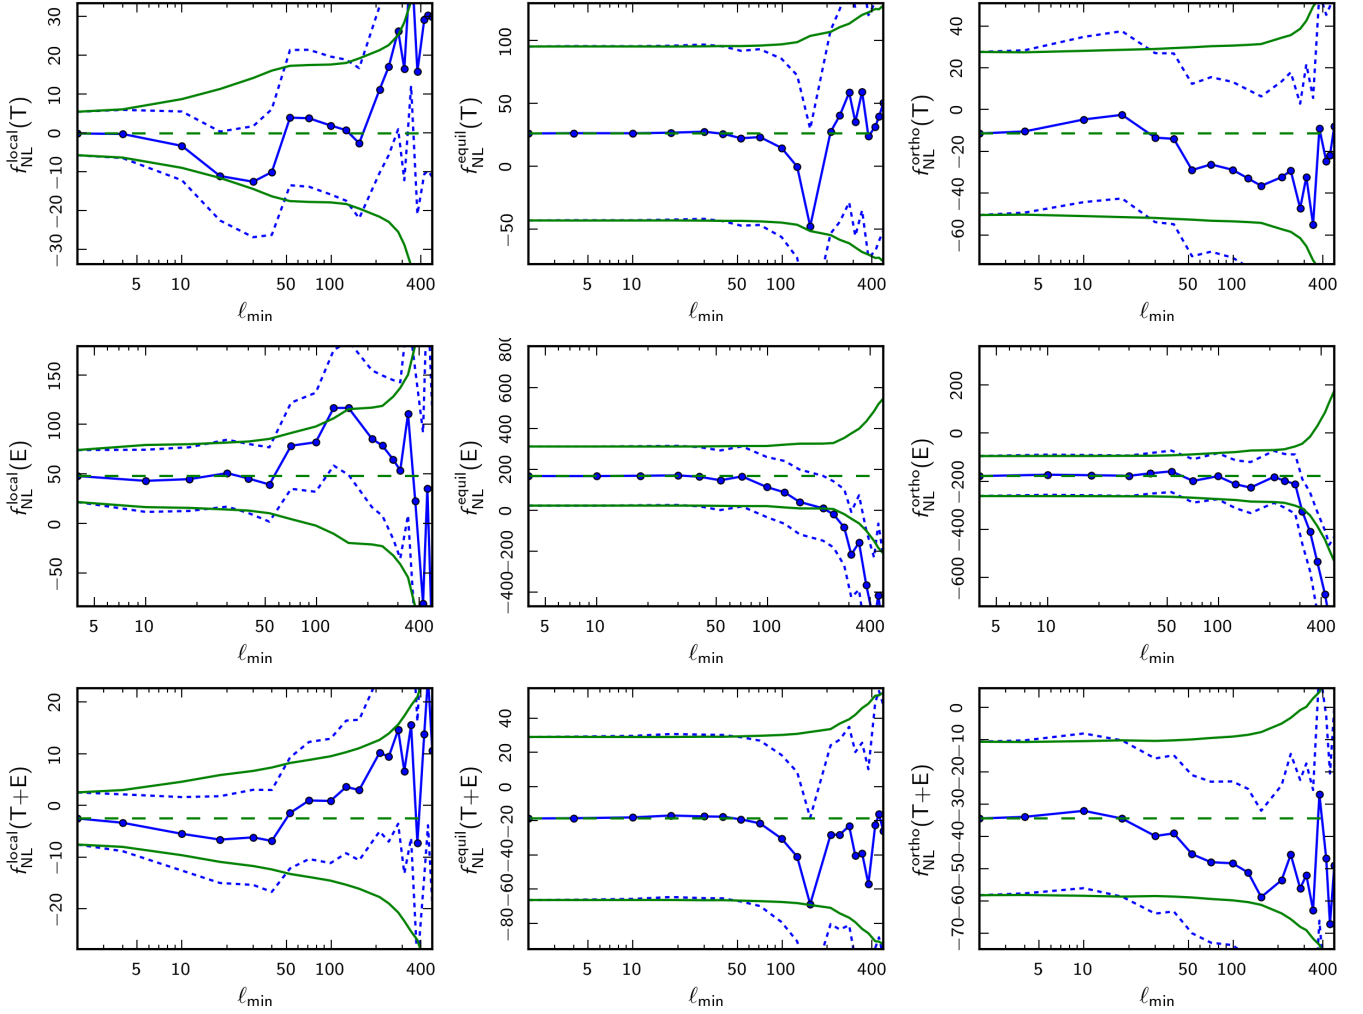 f_NL^local(T)
30
20
10
0
−10
−20
−30
5 10 50 100 400
ℓ_min
f_NL^equil(T)
100
50
0
−50
5 10 50 100 400
ℓ_min
f_NL^ortho(T)
40
20
0
−20
−40
−60
5 10 50 100 400
ℓ_min
f_NL^local(E)
150
100
50
0
−50
5 10 50 100 400
ℓ_min
f_NL^equil(E)
800
600
400
200
0
−200
−400
5 10 50 100 400
ℓ_min
f_NL^ortho(E)
200
0
−200
−400
−600
5 10 50 100 400
ℓ_min
f_NL^local(T+E)
20
10
0
−10
−20
5 10 50 100 400
ℓ_min
f_NL^equil(T+E)
40
20
0
−20
−40
−60
−80
5 10 50 100 400
ℓ_min
f_NL^ortho(T+E)
0
−10
−20
−30
−40
−50
−60
−70
5 10 50 100 400
ℓ_min